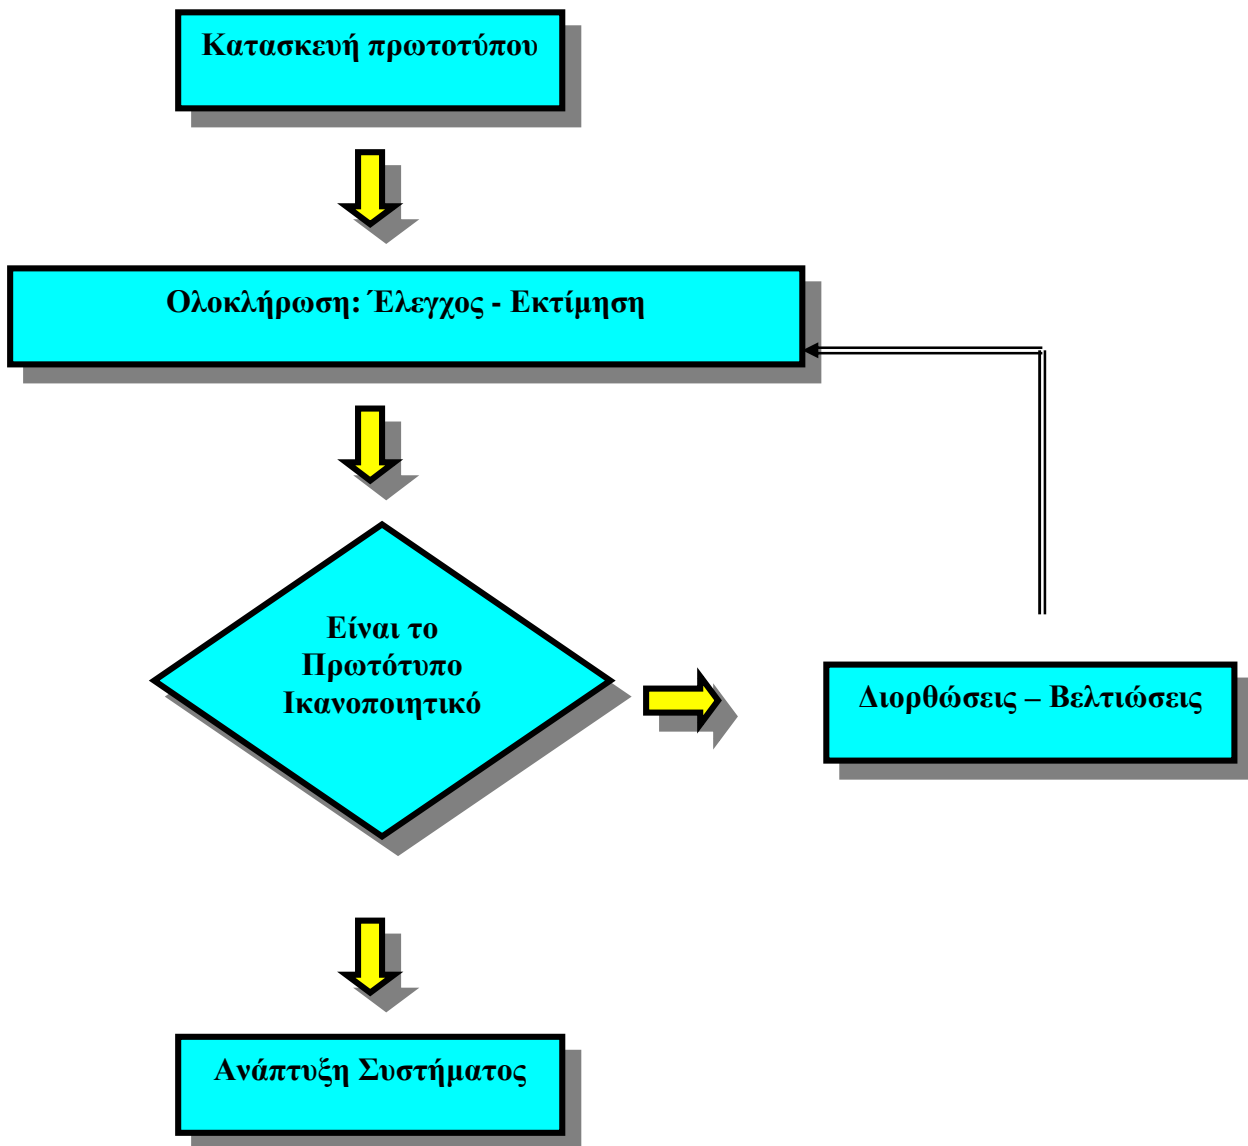 Κατασκευή πρωτοτύπου
Ολοκλήρωση: Έλεγχος - Εκτίμηση
Είναι το
Πρωτότυπο
Ικανοποιητικό
Διορθώσεις – Βελτιώσεις
Ανάπτυξη Συστήματος